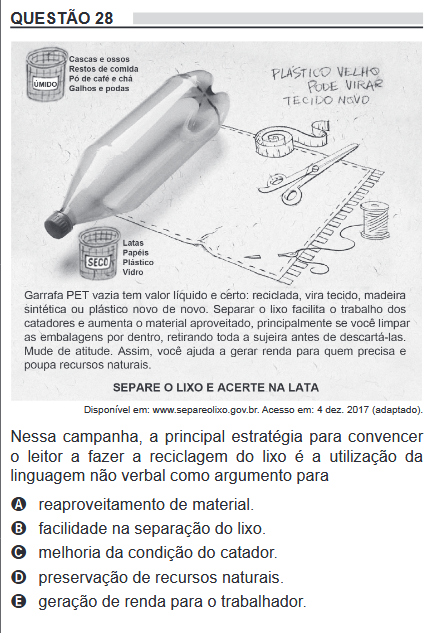 QUESTÃO 28
Cascas e ossos
Restos de comida
Pó de café e chá
Galhos e podas
ÚMIDO
PLÁSTICO VELHO
PODE VIRAR
TECIDO NOVO
SECO
Latas
Papéis
Plástico
Vidro
Garrafa PET vazia tem valor líquido e certo: reciclada, vira tecido, madeira
sintética ou plástico novo de novo. Separar o lixo facilita o trabalho dos
catadores e aumenta o material aproveitado, principalmente se você limpar
as embalagens por dentro, retirando toda a sujeira antes de descartá-las.
Mude de atitude. Assim, você ajuda a gerar renda para quem precisa e
poupa recursos naturais.
SEPARE O LIXO E ACERTE NA LATA
Disponível em: www.separeolixo.gov.br. Acesso em: 4 dez. 2017 (adaptado).
Nessa campanha, a principal estratégia para convencer
o leitor a fazer a reciclagem do lixo é a utilização da
linguagem não verbal como argumento para
A reaproveitamento de material.
B facilidade na separação do lixo.
C melhoria da condição do catador.
D preservação de recursos naturais.
E geração de renda para o trabalhador.